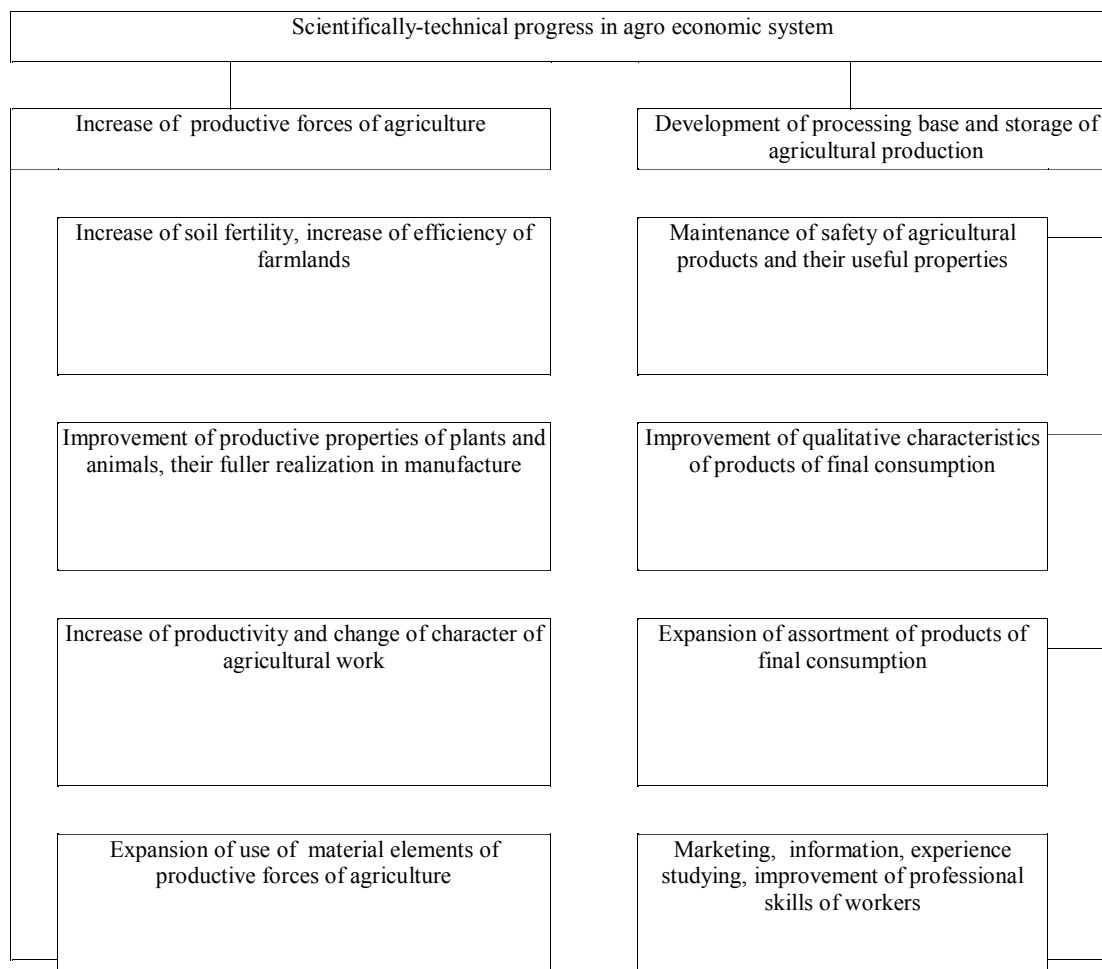 Scientifically-technical progress in agro economic system
Increase of productive forces of agriculture
Development of processing base and storage of
agricultural production
Increase of soil fertility, increase of efficiency of
farmlands
Maintenance of safety of agricultural
products and their useful properties
Improvement of productive properties of plants and
animals, their fuller realization in manufacture
Improvement of qualitative characteristics
of products of final consumption
Increase of productivity and change of character of
agricultural work
Expansion of assortment of products of
final consumption
Expansion of use of material elements of
productive forces of agriculture
Marketing, information, experience
studying, improvement of professional
skills of workers